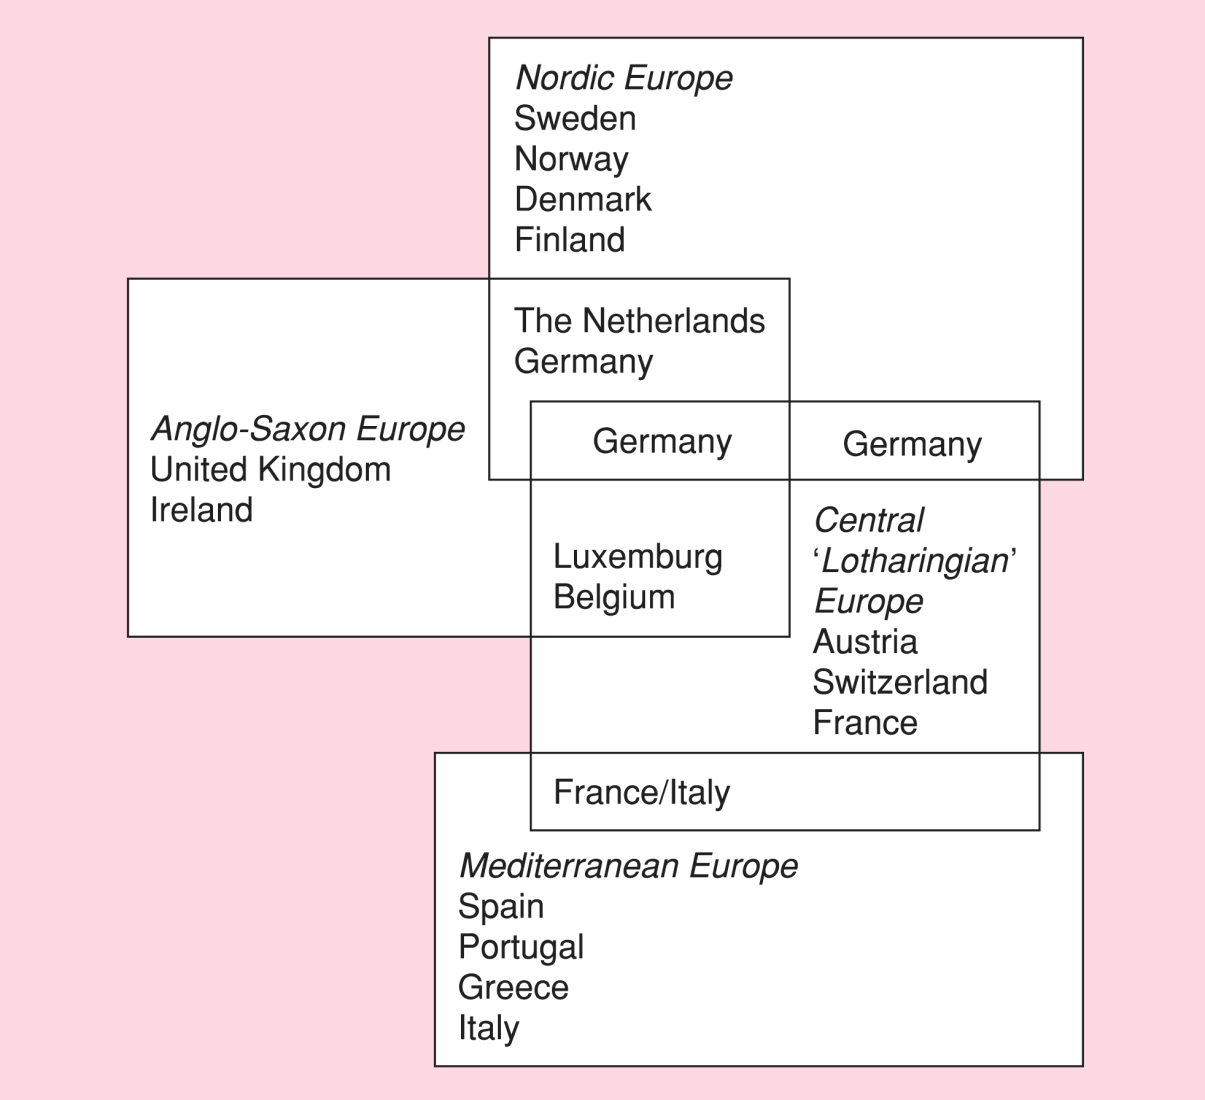 Nordic Europe
Sweden
Norway
Denmark
Finland
The Netherlands
Germany
Anglo-Saxon Europe
United Kingdom
Ireland
Germany
Germany
Luxemburg
Belgium
Central
‘Lotharingian’
Europe
Austria
Switzerland
France
France/Italy
Mediterranean Europe
Spain
Portugal
Greece
Italy